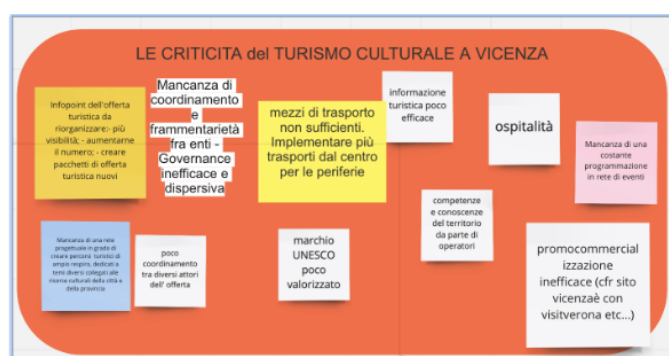 LE CRITICITA del TURISMO CULTURALE A VICENZA
Infopoint dell'offerta
turistica da
riorganizzare:- più
visibilità; - aumentarne
il numero; - creare
pacchetti di offerta
turistica nuovi
Mancanza di
coordinamento
e
frammentarietà
fra enti -
Governance
inefficace e
dispersiva
mezzi di trasporto
non sufficienti.
Implementare più
trasporti dal centro
per le periferie
informazione
turistica poco
efficace
ospitalità
Mancanza di una
costante
programmazione
in rete di eventi
Mancanza di una rete
progettuale in grado di
creare percorsi turistici di
ampio respiro, dedicati a
temi diversi collegati alle
risorse culturali della città e
della provincia
poco
coordinamento
tra diversi attori
dell' offerta
marchio
UNESCO
poco
valorizzato
competenze
e conoscenze
del territorio
da parte di
operatori
promocommercial
izzazione
inefficace (cfr sito
vicenzaè con
visitverona etc...)